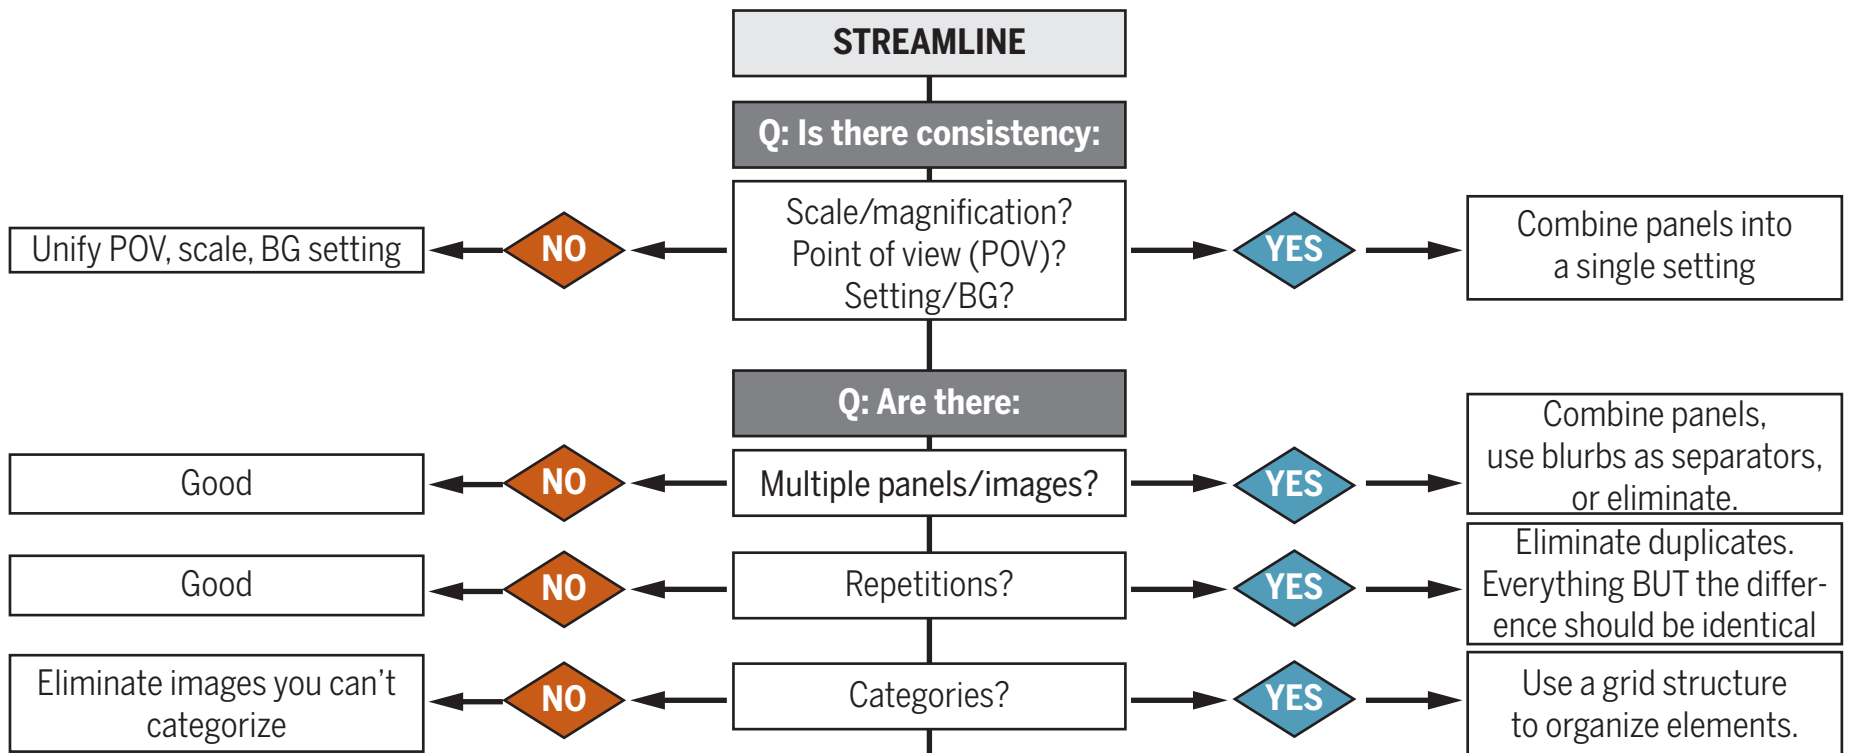 STREAMLINE
Q: Is there consistency:
Unify POV, scale, BG setting
NO
Scale/magnification?
Point of view (POV)?
Setting/BG?
YES
Combine panels into
a single setting
Q: Are there:
Good
NO
Multiple panels/images?
YES
Combine panels,
use blurbs as separators,
or eliminate.
Good
NO
Repetitions?
YES
Eliminate duplicates.
Everything BUT the differ-
ence should be identical
Eliminate images you can't
categorize
NO
Categories?
YES
Use a grid structure
to organize elements.